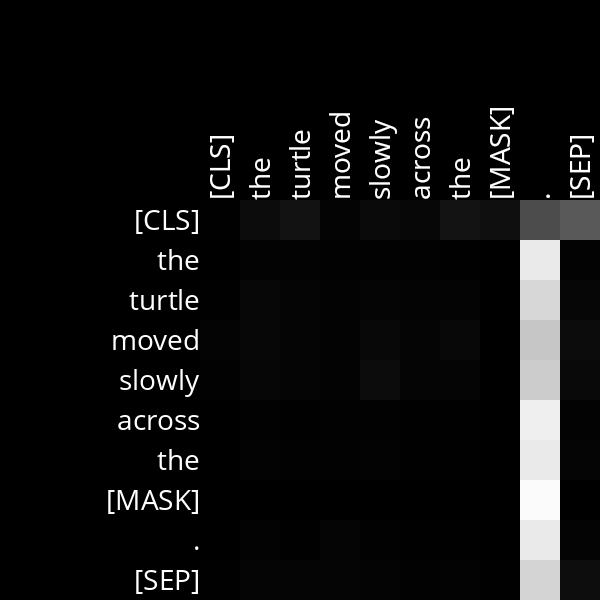 [CLS] the turtle moved slowly across the [MASK] . [SEP]
[CLS]
the
turtle
moved
slowly
across
the
[MASK]
.
[SEP]